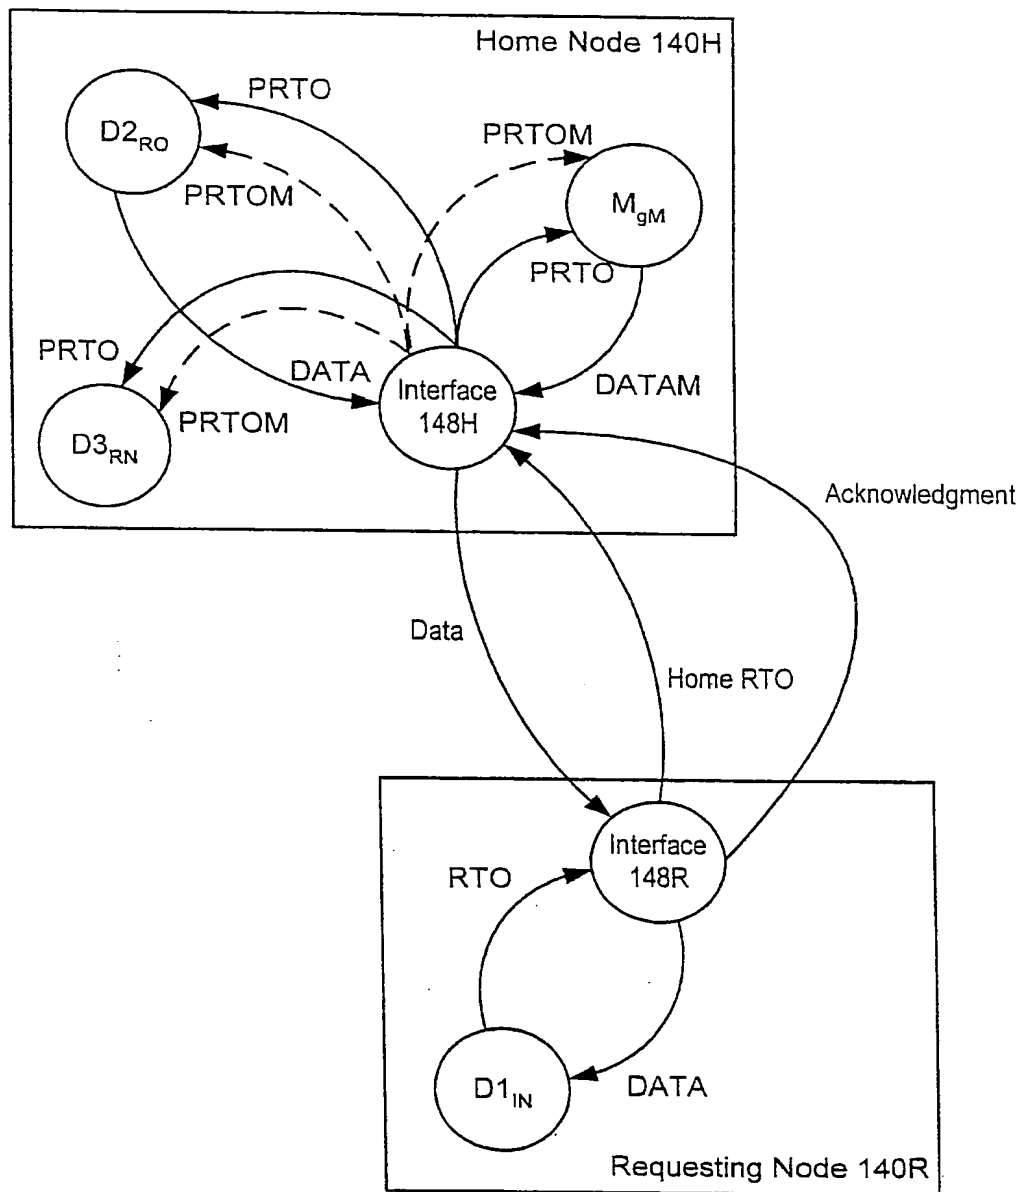 Home Node 140H
PRTO
D2RO
PRTOM
PRTOM
MgM
PRTO
PRTO
DATA
Interface
148H
DATAM
D3RN
PRTOM
Acknowledgment
Data
Home RTO
Interface
148R
RTO
D1IN
DATA
Requesting Node 140R